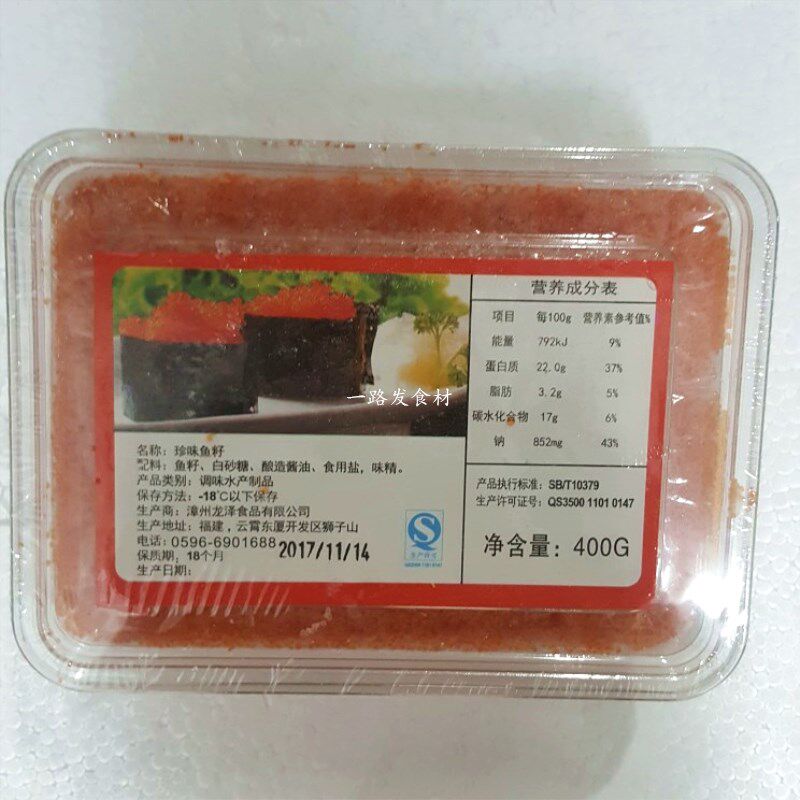 营养成分表
项目 每100g 营养素参考值%
能量 792kJ 9%
蛋白质 22.0g 37%
脂肪 3.2g 5%
碳水化合物 17g 6%
钠 852mg 43%
产品执行标准：SB/T10379
生产许可证号：QS3500 1101 0147
净含量：400G
一路发食材
名称：珍味鱼籽
配料：鱼籽、白砂糖、酿造酱油、食用盐，味精。
产品类别：调味水产制品
保存方法：-18℃以下保存
生产商：漳州龙泽食品有限公司
生产地址：福建，云霄东厦开发区狮子山
电话：0596-6901688
保质期：18个月
生产日期：
2017/11/14
生产许可